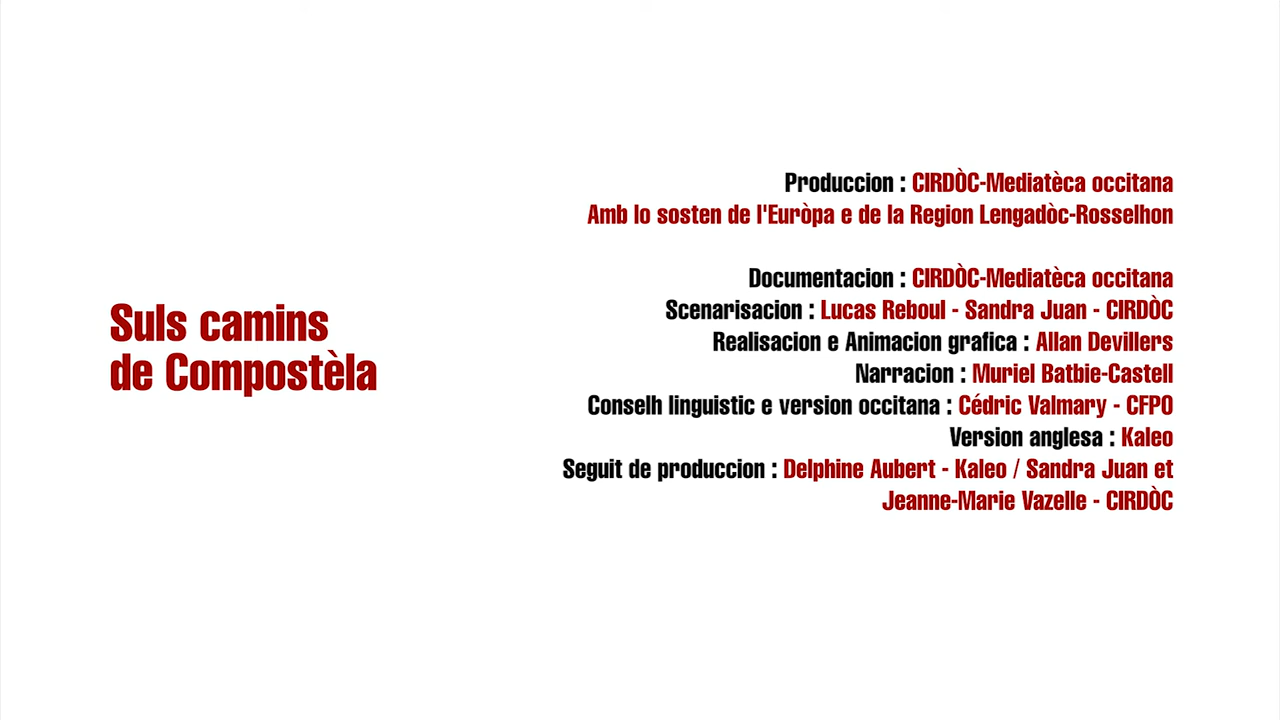 Suls camins
de Compostèla
Produccion : CIRDÒC-Mediatèca occitana
Amb lo sosten de l'Euròpa e de la Region Lengadòc-Rosselhon
Documentacion : CIRDÒC-Mediatèca occitana
Scenarisacion : Lucas Reboul - Sandra Juan - CIRDÒC
Realisacion e Animacion grafica : Allan Devillers
Narracion : Muriel Batbie-Castell
Conselh linguistic e version occitana : Cédric Valmary - CFPO
Version anglesa : Kaleo
Seguit de produccion : Delphine Aubert - Kaleo / Sandra Juan et
Jeanne-Marie Vazelle - CIRDÒC